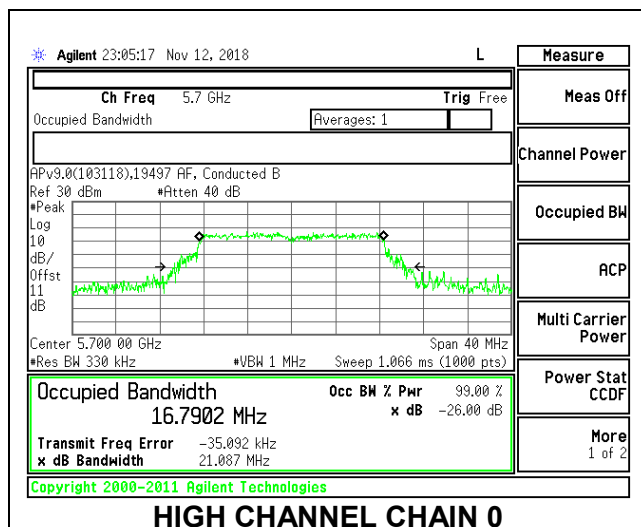 Agilent 23:05:17 Nov 12, 2018 L
Measure
Ch Freq 5.7 GHz Trig Free
Meas Off
Occupied Bandwidth Averages: 1
Channel Power
APv9.0(103118),19497 AF, Conducted B
Ref 30 dBm #Atten 40 dB
#Peak
Log
10
dB/
Offst
11
dB
Occupied BW
ACP
Center 5.700 00 GHz Span 40 MHz
#Res BW 330 kHz #VBW 1 MHz Sweep 1.066 ms (1000 pts)
Multi Carrier
Power
Occupied Bandwidth Occ BW % Pwr 99.00 %
16.7902 MHz x dB -26.00 dB
Power Stat
CCDF
Transmit Freq Error -35.092 kHz
x dB Bandwidth 21.087 MHz
More
1 of 2
Copyright 2000-2011 Agilent Technologies
HIGH CHANNEL CHAIN 0